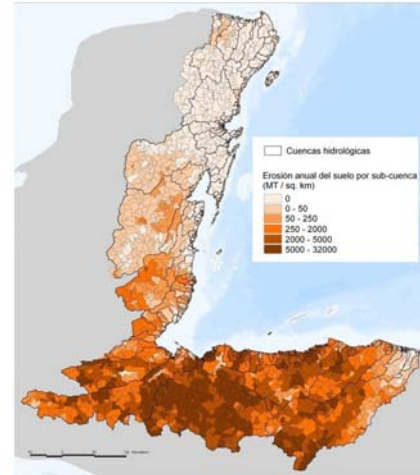 Cuencas hidrológicas
Erosión anual del suelo por sub-cuenca
(MT / sq. km)
0
0 - 50
50 - 250
250 - 2000
2000 - 5000
5000 - 32000